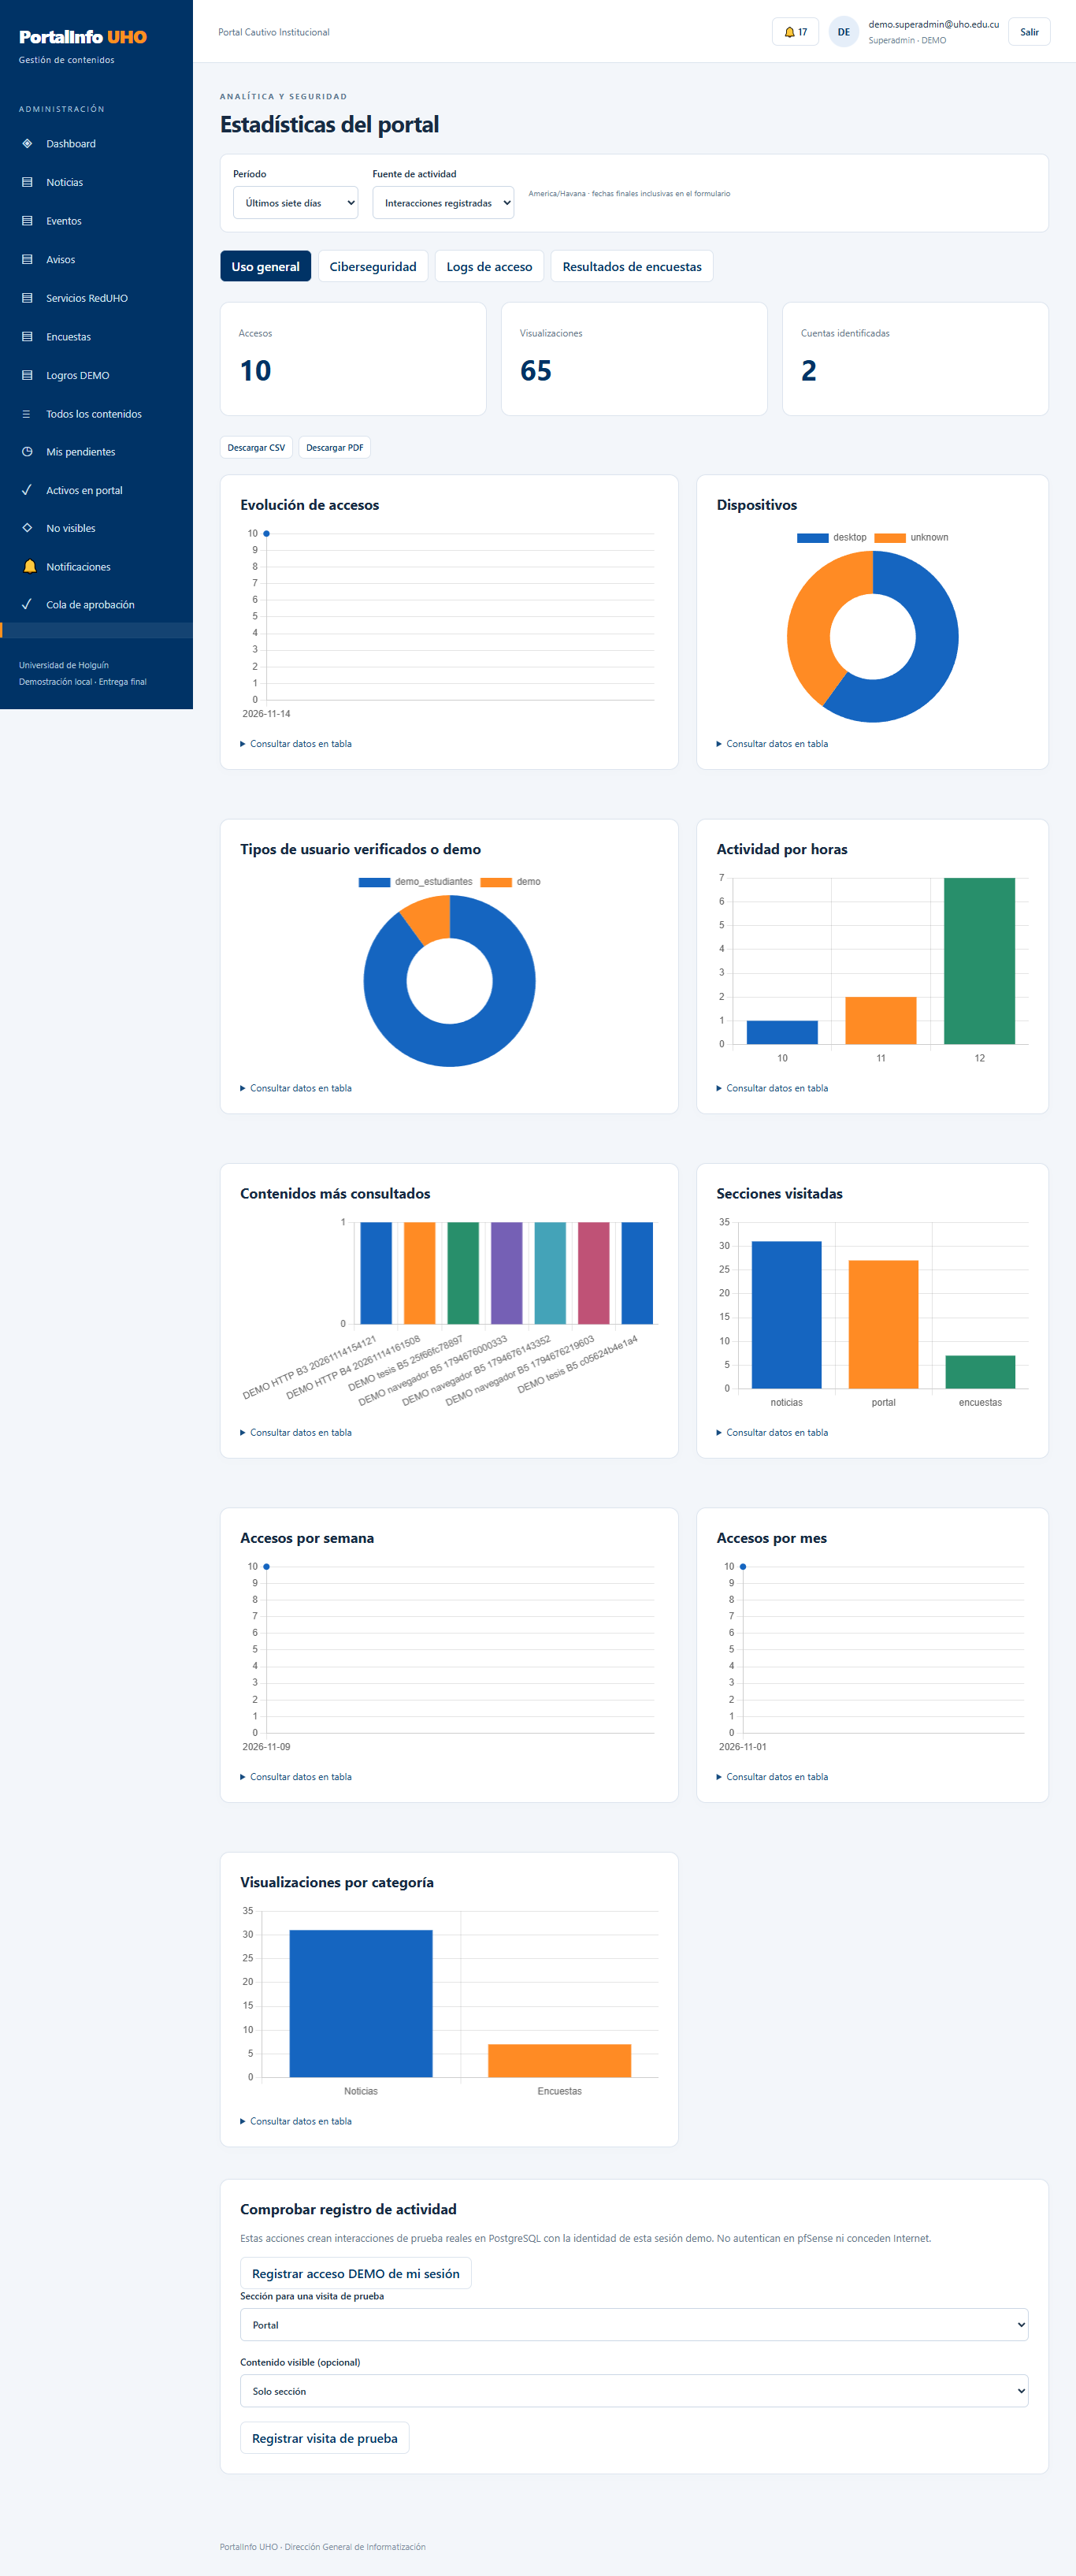 PortalInfo UHO
Gestión de contenidos
ADMINISTRACIÓN
Dashboard
Noticias
Eventos
Avisos
Servicios RedUHO
Encuestas
Logros DEMO
Todos los contenidos
Mis pendientes
Activos en portal
No visibles
Notificaciones
Cola de aprobación
Universidad de Holguín
Demostración local · Entrega final
Portal Cautivo Institucional
17
DE
demo.superadmin@uho.edu.cu
Superadmin · DEMO
Salir
ANALÍTICA Y SEGURIDAD
Estadísticas del portal
Período
Últimos siete días
Fuente de actividad
Interacciones registradas
America/Havana · fechas finales inclusivas en el formulario
Uso general
Ciberseguridad
Logs de acceso
Resultados de encuestas
Accesos
10
Visualizaciones
65
Cuentas identificadas
2
Descargar CSV
Descargar PDF
Evolución de accesos
10
9
8
7
6
5
4
3
2
1
0
2026-11-14
Consultar datos en tabla
Dispositivos
desktop
unknown
Consultar datos en tabla
Tipos de usuario verificados o demo
demo_estudiantes
demo
Consultar datos en tabla
Actividad por horas
7
6
5
4
3
2
1
0
10
11
12
Consultar datos en tabla
Contenidos más consultados
1
0
DEMO HTTP B3 20261114154121
DEMO HTTP B4 20261114161508
DEMO tesis B5 25f66fc78897
DEMO navegador B5 1794676000333
DEMO navegador B5 1794676143352
DEMO navegador B5 1794676219603
DEMO tesis B5 c05624b4e1a4
Consultar datos en tabla
Secciones visitadas
35
30
25
20
15
10
5
0
noticias
portal
encuestas
Consultar datos en tabla
Accesos por semana
10
9
8
7
6
5
4
3
2
1
0
2026-11-09
Consultar datos en tabla
Accesos por mes
10
9
8
7
6
5
4
3
2
1
0
2026-11-01
Consultar datos en tabla
Visualizaciones por categoría
35
30
25
20
15
10
5
0
Noticias
Encuestas
Consultar datos en tabla
Comprobar registro de actividad
Estas acciones crean interacciones de prueba reales en PostgreSQL con la identidad de esta sesión demo. No autentican en pfSense ni conceden Internet.
Registrar acceso DEMO de mi sesión
Sección para una visita de prueba
Portal
Contenido visible (opcional)
Solo sección
Registrar visita de prueba
PortalInfo UHO · Dirección General de Informatización